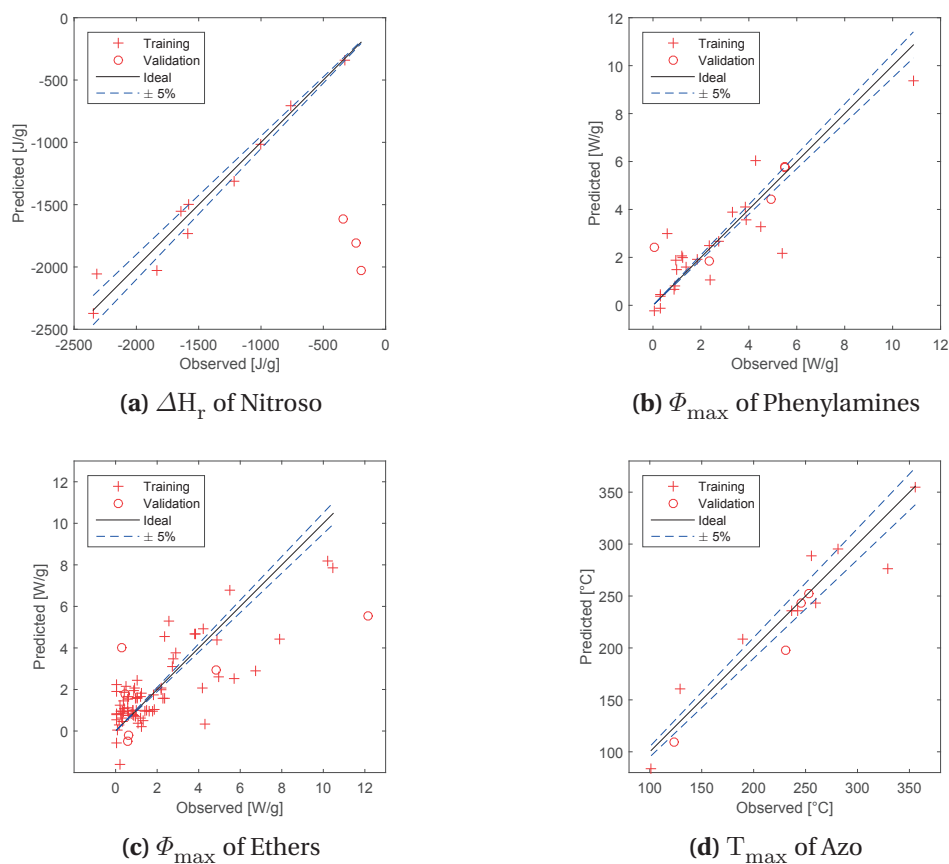 0
-500
-1000
-1500
-2000
-2500
Predicted [J/g]
Training
Validation
Ideal
± 5%
-2500 -2000 -1500 -1000 -500 0
Observed [J/g]
(a) ΔHr of Nitroso
12
10
8
6
4
2
0
Predicted [W/g]
Training
Validation
Ideal
± 5%
0 2 4 6 8 10 12
Observed [W/g]
(b) Φmax of Phenylamines
12
10
8
6
4
2
0
Predicted [W/g]
Training
Validation
Ideal
± 5%
0 2 4 6 8 10 12
Observed [W/g]
(c) Φmax of Ethers
350
300
250
200
150
100
Predicted [°C]
Training
Validation
Ideal
± 5%
100 150 200 250 300 350
Observed [°C]
(d) Tmax of Azo